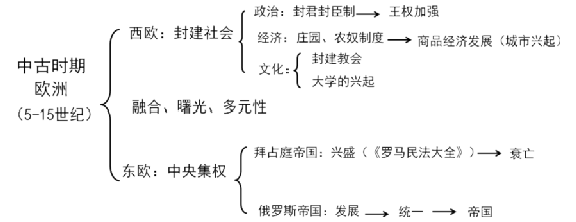 政治：封君封臣制 → 王权加强
西欧：封建社会
经济：庄园、农奴制度 → 商品经济发展（城市兴起）
文化：
封建教会
大学的兴起
中古时期
欧洲
（5-15世纪）
融合、曙光、多元性
东欧：中央集权
拜占庭帝国：兴盛（《罗马民法大全》） → 衰亡
俄罗斯帝国：发展 → 统一 → 帝国